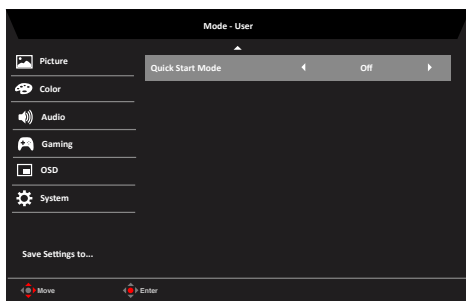 Mode - User
Picture
Quick Start Mode Off
Color
Audio
Gaming
OSD
System
Save Settings to...
Move Enter